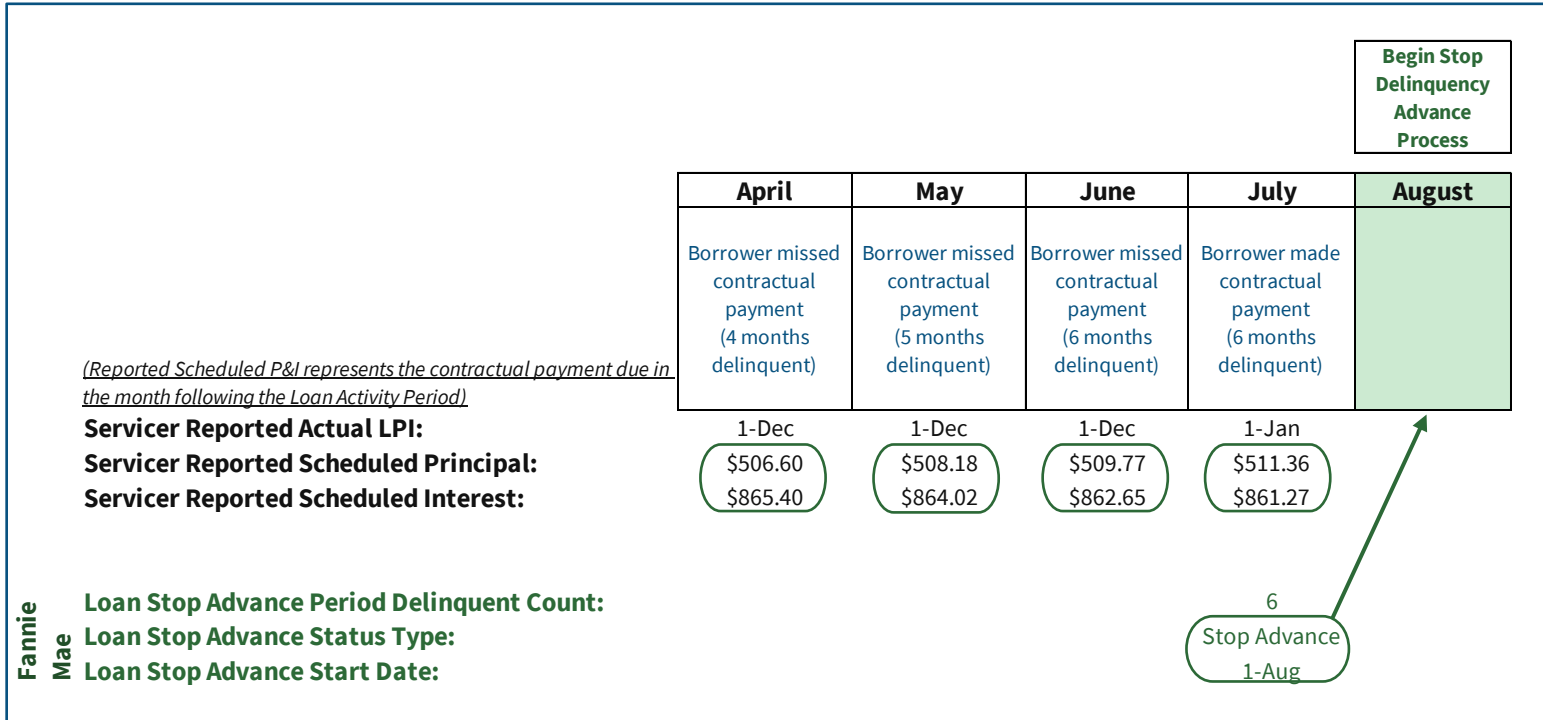 Begin Stop
Delinquency
Advance
Process
April May June July August
Borrower missed
contractual
payment
(4 months
delinquent)
Borrower missed
contractual
payment
(5 months
delinquent)
Borrower missed
contractual
payment
(6 months
delinquent)
Borrower made
contractual
payment
(6 months
delinquent)
(Reported Scheduled P&I represents the contractual payment due in
the month following the Loan Activity Period)
Servicer Reported Actual LPI: 1-Dec 1-Dec 1-Dec 1-Jan
Servicer Reported Scheduled Principal: $506.60 $508.18 $509.77 $511.36
Servicer Reported Scheduled Interest: $865.40 $864.02 $862.65 $861.27
Fannie
Mae
Loan Stop Advance Period Delinquent Count: 6
Loan Stop Advance Status Type: Stop Advance
Loan Stop Advance Start Date: 1-Aug